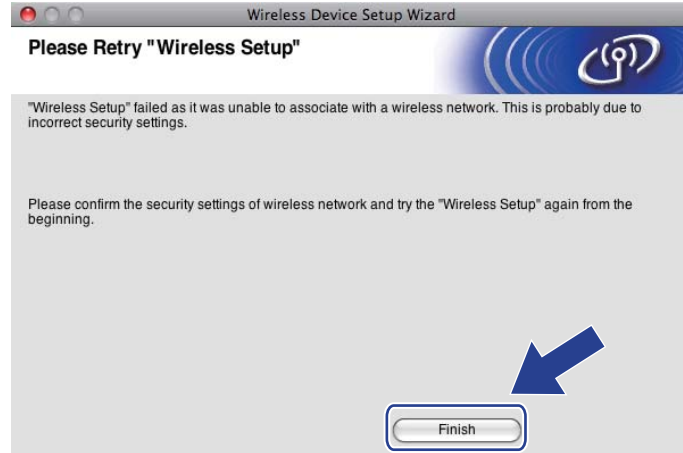 Wireless Device Setup Wizard
Please Retry "Wireless Setup"
"Wireless Setup" failed as it was unable to associate with a wireless network. This is probably due to
incorrect security settings.
Please confirm the security settings of wireless network and try the "Wireless Setup" again from the
beginning.
Finish